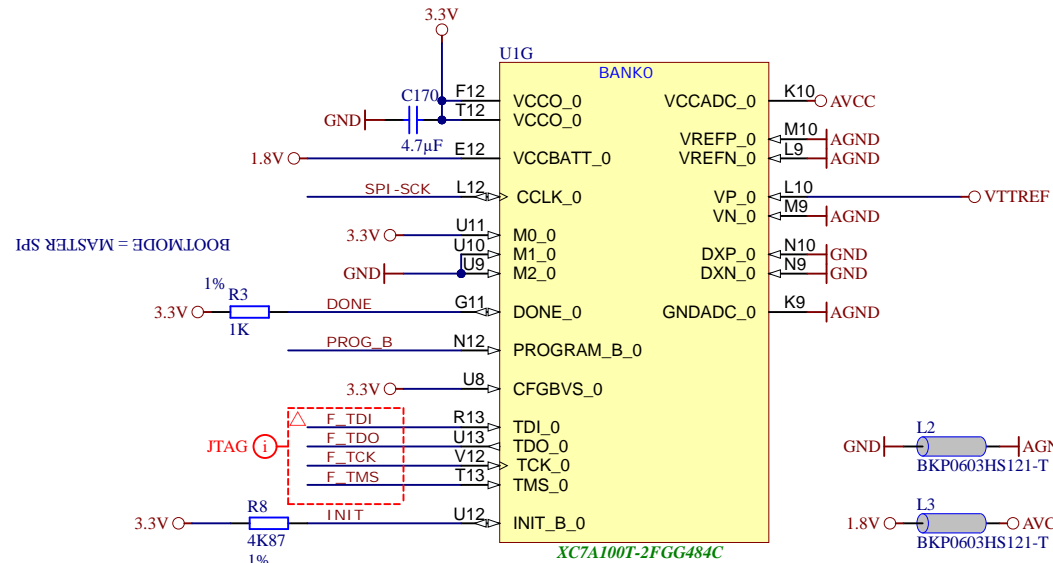 3.3V
U1G
BANK0
C170
GND
4.7µF
F12 VCCO_0
T12 VCCO_0
VCCADC_0 K10 AVCC
VREFP_0 M10 AGND
1.8V E12 VCCBATT_0
VREFN_0 L9 AGND
SPI-SCK L12 CCLK_0
VP_0 L10 VTTREF
VN_0 M9 AGND
3.3V U11 M0_0
BOOTMODE = MASTER SPI
U10 M1_0
DXP_0 N10 GND
GND U9 M2_0
DXN_0 N9 GND
1%
R3
3.3V DONE G11 DONE_0
1K
GNDADC_0 K9 AGND
PROG_B N12 PROGRAM_B_0
3.3V U8 CFGBVS_0
JTAG
F_TDI R13 TDI_0
F_TDO U13 TDO_0
F_TCK V12 TCK_0
F_TMS T13 TMS_0
R8
3.3V INIT U12 INIT_B_0
4K87
1%
XC7A100T-2FGG484C
L2
GND AGN
BKP0603HS121-T
L3
1.8V AVC
BKP0603HS121-T